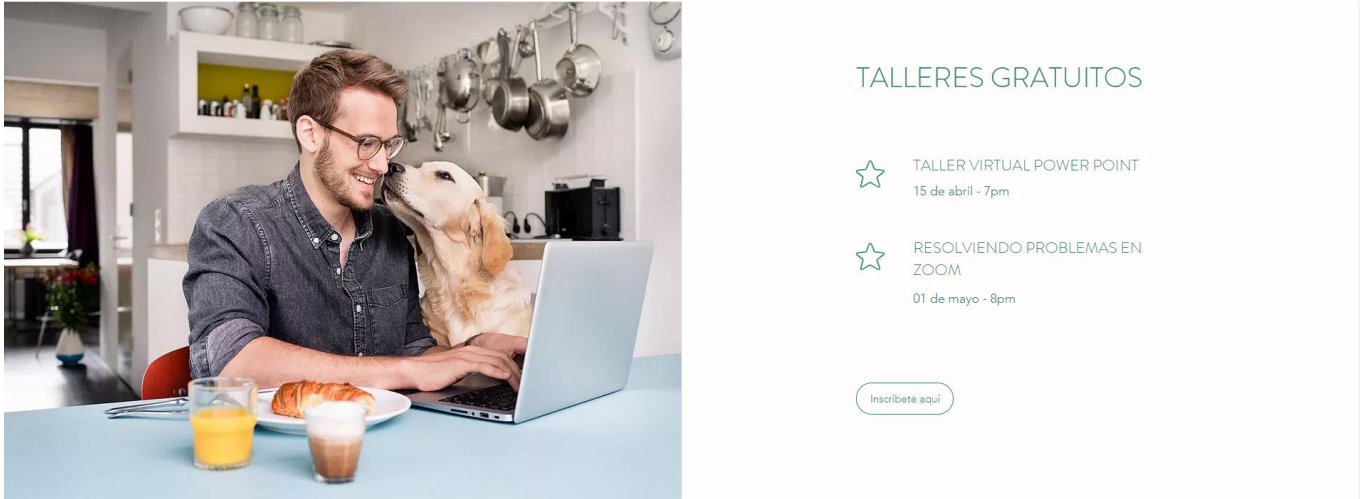 TALLERES GRATUITOS
TALLER VIRTUAL POWER POINT
15 de abril - 7pm
RESOLVIENDO PROBLEMAS EN
ZOOM
01 de mayo - 8pm
Inscríbete aquí